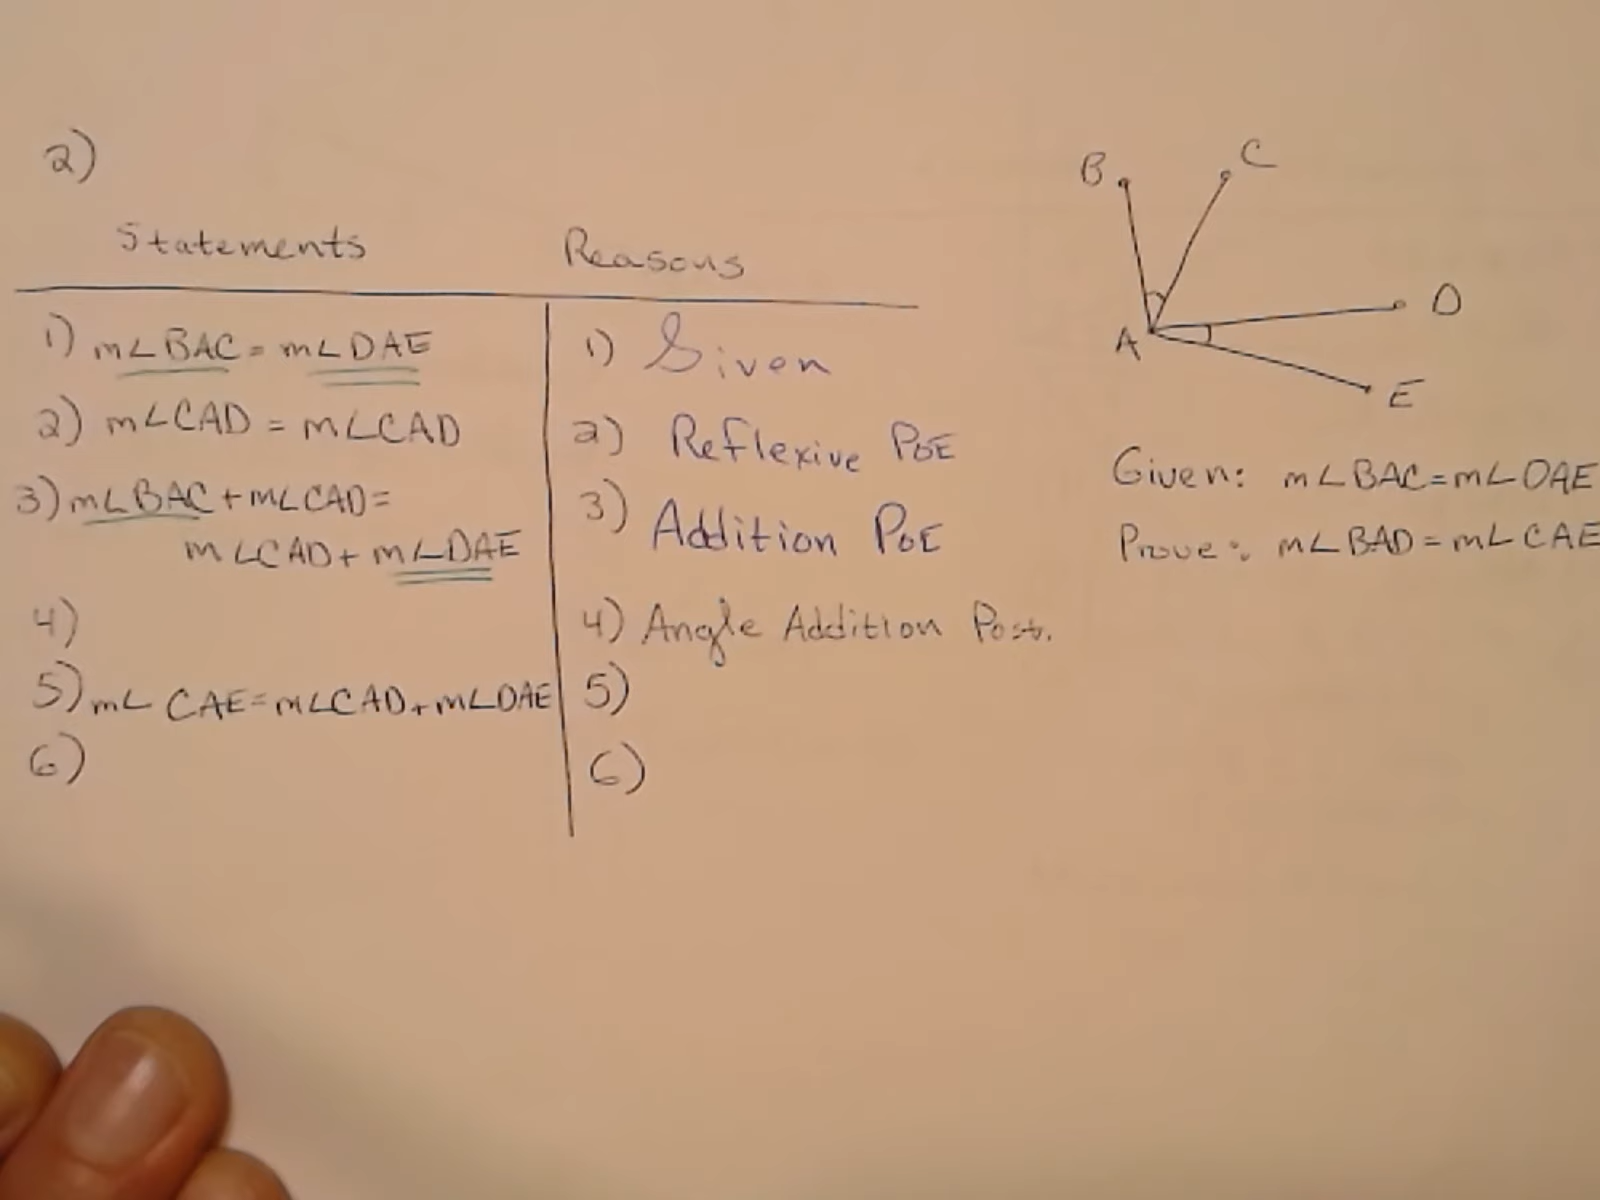 2)
Statements Reasons
1) m∠BAC = m∠DAE 1) Given
2) m∠CAD = m∠CAD 2) Reflexive PoE
3) m∠BAC + m∠CAD = 3) Addition PoE
m∠CAD + m∠DAE
4) 4) Angle Addition Post.
5) m∠ CAE = m∠CAD + m∠DAE 5)
6) 6)
B C
D
A
E
Given: m∠BAC = m∠DAE
Prove: m∠BAD = m∠CAE